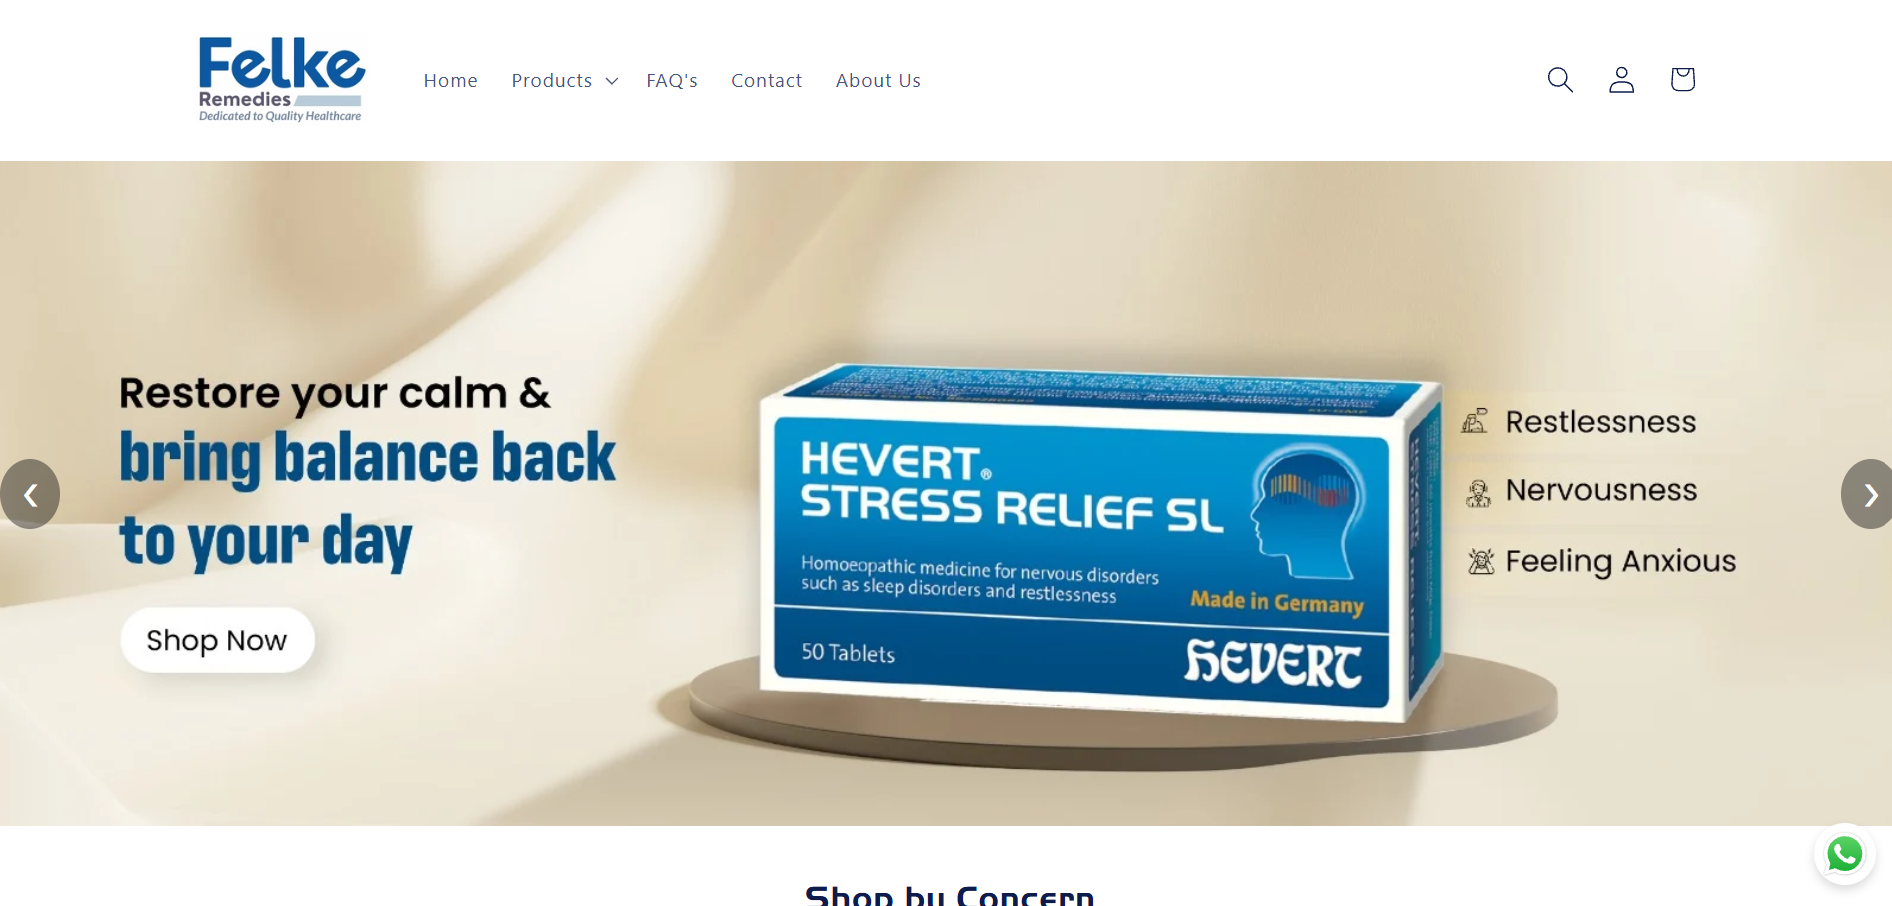 Felke
Remedies
Dedicated to Quality Healthcare
Home
Products
FAQ's
Contact
About Us
Restore your calm &
bring balance back
to your day
Shop Now
HEVERT®
STRESS RELIEF SL
Homoeopathic medicine for nervous disorders
such as sleep disorders and restlessness
Made in Germany
50 Tablets
HEVERT
Restlessness
Nervousness
Feeling Anxious
Shop by Concern